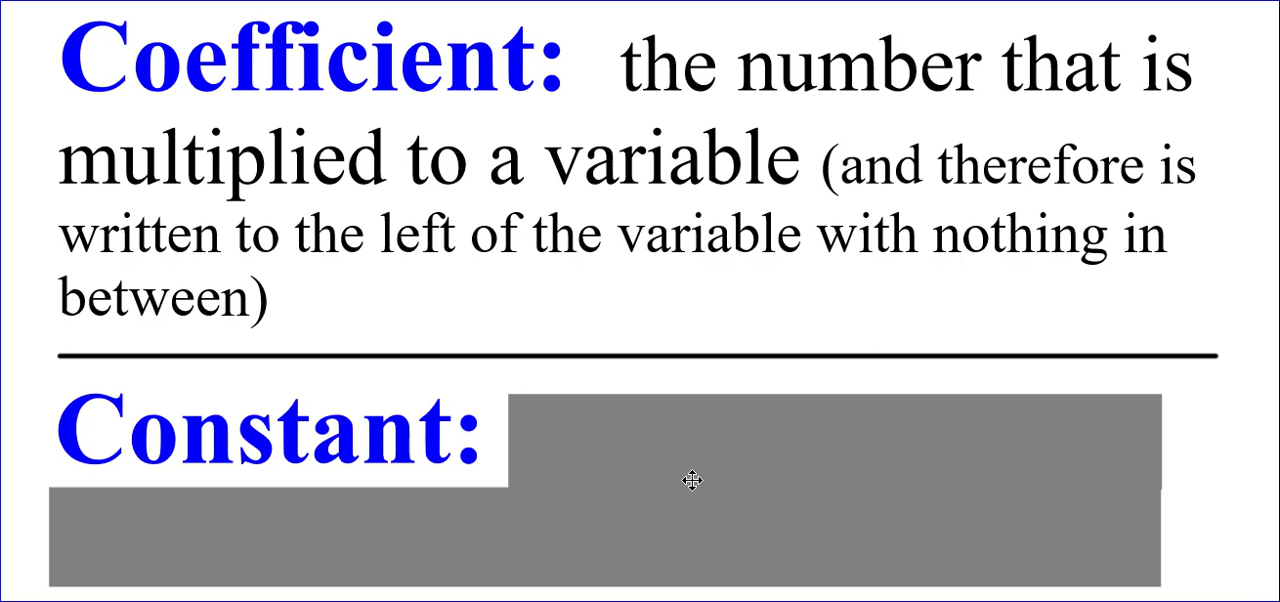 Coefficient: the number that is
multiplied to a variable (and therefore is
written to the left of the variable with nothing in
between)
Constant: